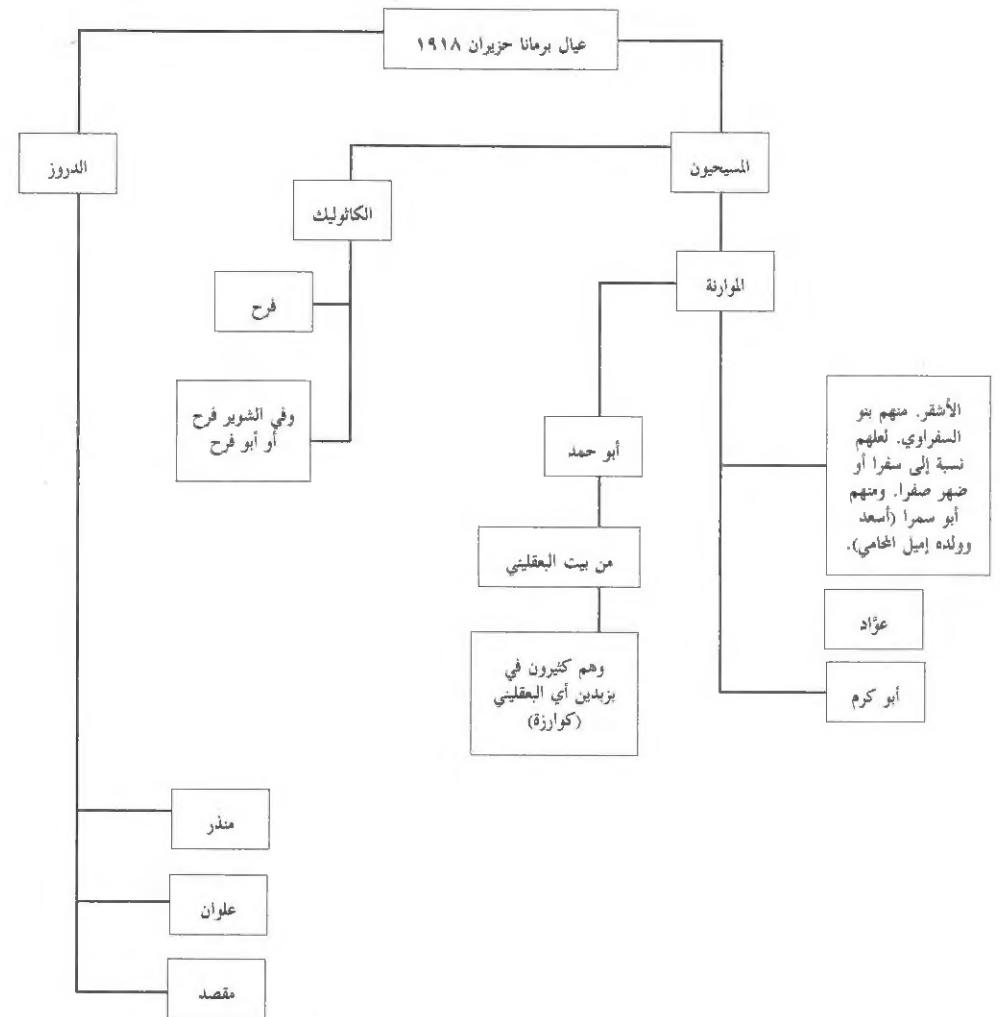 عيال برمانا حزيران ١٩١٨
المسيحيون
الدروز
الكاثوليك
الموارنة
فرح
وفي الشوير فرح
أو أبو فرح
الأشقر. منهم بنو
السفراوي. لعلهم
نسبة إلى سفرا أو
ضهر صفرا. ومنهم
أبو سمرا (أسعد
وولده إميل المحامي).
أبو حمد
من بيت البعقليني
عوَّاد
وهم كثيرون في
بزبدين أي البعقليني
(كوارزة)
أبو كرم
منذر
علوان
مقصد